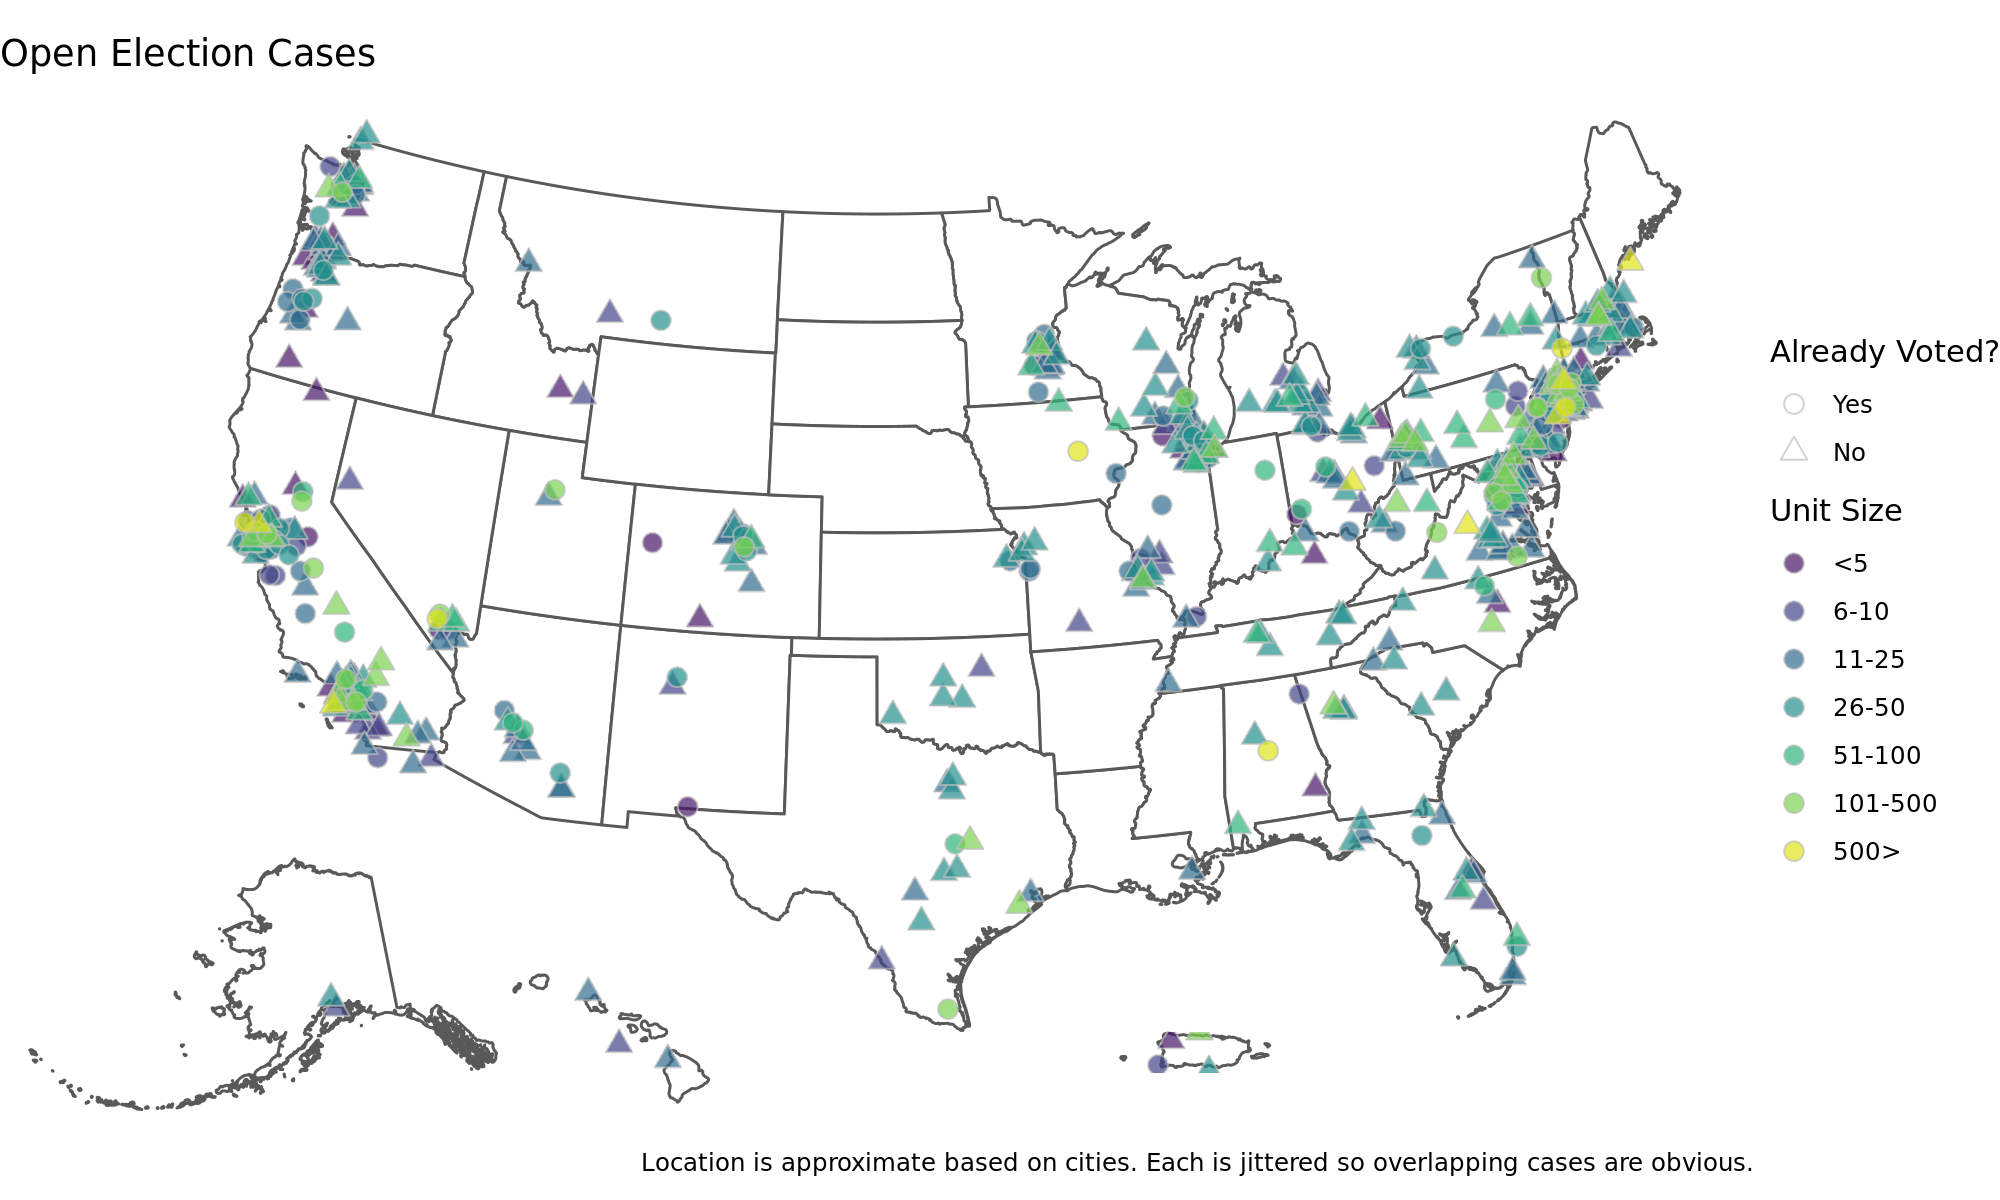 Open Election Cases
Already Voted?
Yes
No
Unit Size
<5
6-10
11-25
26-50
51-100
101-500
500>
Location is approximate based on cities. Each is jittered so overlapping cases are obvious.